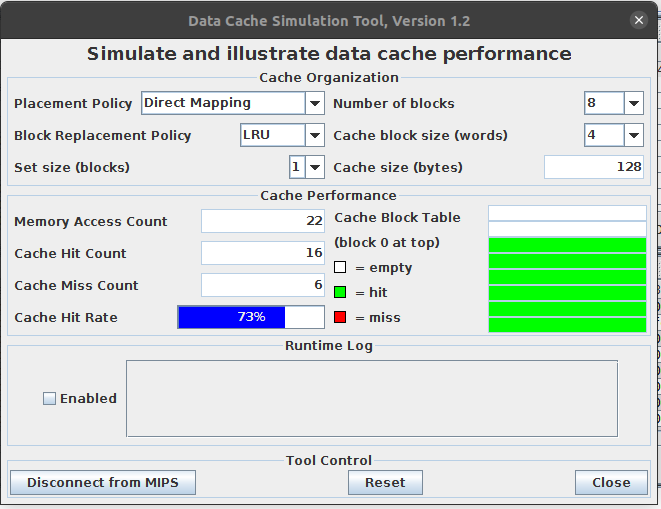 Data Cache Simulation Tool, Version 1.2
Simulate and illustrate data cache performance
Cache Organization
Placement Policy Direct Mapping Number of blocks 8
Block Replacement Policy LRU Cache block size (words) 4
Set size (blocks) 1 Cache size (bytes) 128
Cache Performance
Memory Access Count 22 Cache Block Table
Cache Hit Count 16 (block 0 at top)
= empty
Cache Miss Count 6 = hit
Cache Hit Rate 73% = miss
Runtime Log
Enabled
Tool Control
Disconnect from MIPS Reset Close